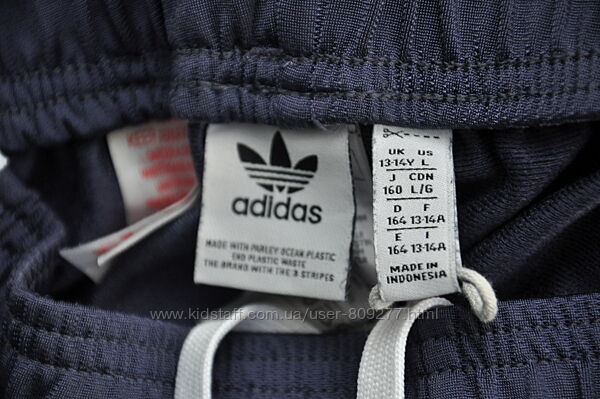 KEEP AWAY
adidas
MADE WITH PARLEY OCEAN PLASTIC
END PLASTIC WASTE
THE BRAND WITH THE 3 STRIPES
UK US
13-14Y L
J CDN
160 L/G
D F
164 13-14A
E I
164 13-14A
MADE IN
INDONESIA
www.kidstaff.com.ua/user-809277.html